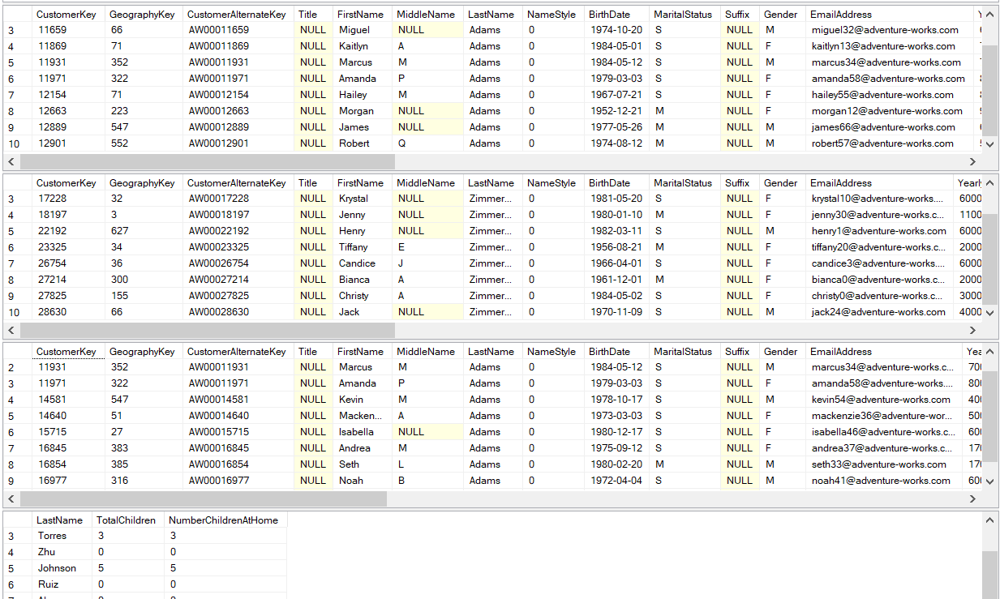 CustomerKey GeographyKey CustomerAlternateKey Title FirstName MiddleName LastName NameStyle BirthDate MaritalStatus Suffix Gender EmailAddress
3 11659 66 AW00011659 NULL Miguel NULL Adams 0 1974-10-20 S NULL M miguel32@adventure-works.com
4 11869 71 AW00011869 NULL Kaitlyn A Adams 0 1984-05-01 S NULL F kaitlyn13@adventure-works.com
5 11931 352 AW00011931 NULL Marcus M Adams 0 1984-05-12 S NULL M marcus34@adventure-works.com
6 11971 322 AW00011971 NULL Amanda P Adams 0 1979-03-03 S NULL F amanda58@adventure-works.com
7 12154 71 AW00012154 NULL Hailey M Adams 0 1967-07-21 S NULL F hailey55@adventure-works.com
8 12663 223 AW00012663 NULL Morgan NULL Adams 0 1952-12-21 M NULL F morgan12@adventure-works.com
9 12889 547 AW00012889 NULL James NULL Adams 0 1977-05-26 M NULL M james66@adventure-works.com
10 12901 552 AW00012901 NULL Robert Q Adams 0 1974-08-12 M NULL M robert57@adventure-works.com
CustomerKey GeographyKey CustomerAlternateKey Title FirstName MiddleName LastName NameStyle BirthDate MaritalStatus Suffix Gender EmailAddress Yearl
3 17228 32 AW00017228 NULL Krystal NULL Zimmer... 0 1981-05-20 S NULL F krystal10@adventure-works.... 6000
4 18197 3 AW00018197 NULL Jenny NULL Zimmer... 0 1980-01-10 M NULL F jenny30@adventure-works.c... 1100
5 22192 627 AW00022192 NULL Henry NULL Zimmer... 0 1982-03-11 S NULL M henry1@adventure-works.com 6000
6 23325 34 AW00023325 NULL Tiffany E Zimmer... 0 1956-08-21 M NULL F tiffany20@adventure-works.c... 2000
7 26754 36 AW00026754 NULL Candice J Zimmer... 0 1966-04-01 S NULL F candice3@adventure-works.... 6000
8 27214 300 AW00027214 NULL Bianca A Zimmer... 0 1961-12-01 M NULL F bianca0@adventure-works.c... 2000
9 27825 155 AW00027825 NULL Christy A Zimmer... 0 1984-05-02 S NULL F christy0@adventure-works.c... 3000
10 28630 66 AW00028630 NULL Jack NULL Zimmer... 0 1970-11-09 S NULL M jack24@adventure-works.com 4000
CustomerKey GeographyKey CustomerAlternateKey Title FirstName MiddleName LastName NameStyle BirthDate MaritalStatus Suffix Gender EmailAddress Yea
2 11931 352 AW00011931 NULL Marcus M Adams 0 1984-05-12 S NULL M marcus34@adventure-works.c... 700
3 11971 322 AW00011971 NULL Amanda P Adams 0 1979-03-03 S NULL F amanda58@adventure-works.... 800
4 14581 547 AW00014581 NULL Kevin M Adams 0 1978-10-17 S NULL M kevin54@adventure-works.com 400
5 14640 51 AW00014640 NULL Macken... A Adams 0 1973-03-03 S NULL F mackenzie36@adventure-wor... 500
6 15715 27 AW00015715 NULL Isabella NULL Adams 0 1980-12-17 S NULL F isabella46@adventure-works.c... 600
7 16845 383 AW00016845 NULL Andrea M Adams 0 1975-09-12 S NULL F andrea37@adventure-works.c... 170
8 16854 385 AW00016854 NULL Seth L Adams 0 1980-02-20 M NULL M seth33@adventure-works.com 170
9 16977 316 AW00016977 NULL Noah B Adams 0 1972-04-04 S NULL M noah41@adventure-works.com 600
LastName TotalChildren NumberChildrenAtHome
3 Torres 3 3
4 Zhu 0 0
5 Johnson 5 5
6 Ruiz 0 0